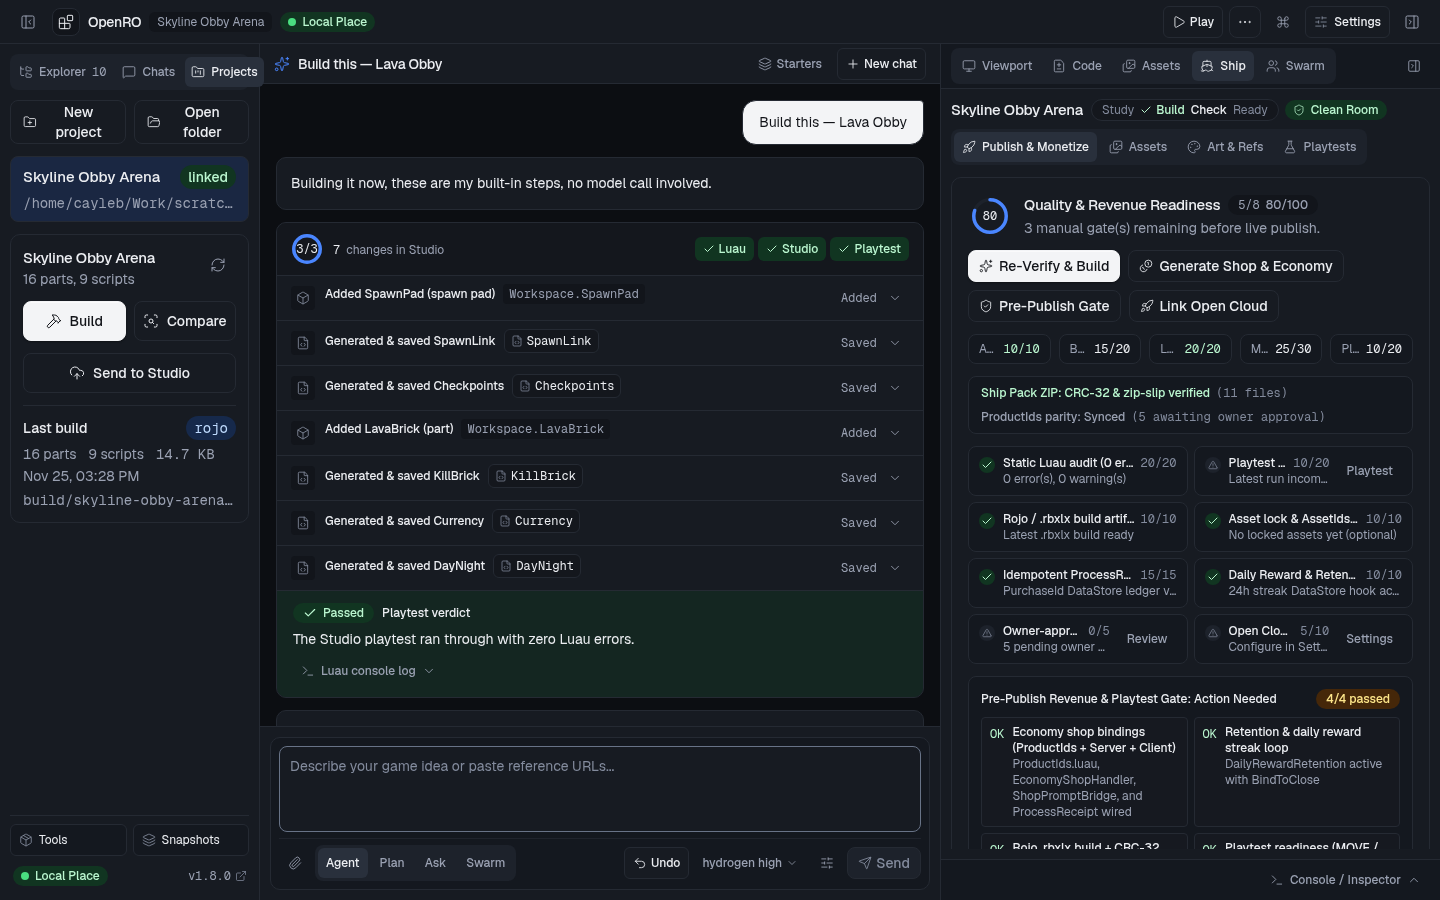 OpenRO
Skyline Obby Arena
Local Place
Play
Settings
Explorer 10
Chats
Projects
New project
Open folder
Skyline Obby Arena
linked
/home/cayleb/Work/scratc…
Skyline Obby Arena
16 parts, 9 scripts
Build
Compare
Send to Studio
Last build
rojo
16 parts 9 scripts 14.7 KB
Nov 25, 03:28 PM
build/skyline-obby-arena…
Tools
Snapshots
Local Place
v1.8.0
Build this — Lava Obby
Starters
New chat
Build this — Lava Obby
Building it now, these are my built-in steps, no model call involved.
3/3
7 changes in Studio
Luau
Studio
Playtest
Added SpawnPad (spawn pad) Workspace.SpawnPad Added
Generated & saved SpawnLink SpawnLink Saved
Generated & saved Checkpoints Checkpoints Saved
Added LavaBrick (part) Workspace.LavaBrick Added
Generated & saved KillBrick KillBrick Saved
Generated & saved Currency Currency Saved
Generated & saved DayNight DayNight Saved
Passed Playtest verdict
The Studio playtest ran through with zero Luau errors.
Luau console log
Describe your game idea or paste reference URLs…
Agent
Plan
Ask
Swarm
Undo
hydrogen high
Send
Viewport
Code
Assets
Ship
Swarm
Skyline Obby Arena
Study Build Check Ready
Clean Room
Publish & Monetize
Assets
Art & Refs
Playtests
80
Quality & Revenue Readiness 5/8 80/100
3 manual gate(s) remaining before live publish.
Re-Verify & Build
Generate Shop & Economy
Pre-Publish Gate
Link Open Cloud
A… 10/10
B… 15/20
L… 20/20
M… 25/30
Pl… 10/20
Ship Pack ZIP: CRC-32 & zip-slip verified (11 files)
ProductIds parity: Synced (5 awaiting owner approval)
Static Luau audit (0 er… 20/20
0 error(s), 0 warning(s)
Playtest … 10/20
Latest run incom…
Playtest
Rojo / .rbxlx build artif… 10/10
Latest .rbxlx build ready
Asset lock & AssetIds… 10/10
No locked assets yet (optional)
Idempotent ProcessR… 15/15
PurchaseId DataStore ledger v…
Daily Reward & Reten… 10/10
24h streak DataStore hook ac…
Owner-appr… 0/5
5 pending owner …
Review
Open Clo… 5/10
Configure in Sett…
Settings
Pre-Publish Revenue & Playtest Gate: Action Needed
4/4 passed
OK Economy shop bindings
(ProductIds + Server + Client)
ProductIds.luau,
EconomyShopHandler,
ShopPromptBridge, and
ProcessReceipt wired
OK Retention & daily reward
streak loop
DailyRewardRetention active
with BindToClose
OK Rojo .rbxlx build + CRC-32
OK Playtest readiness (MOVE /
Console / Inspector